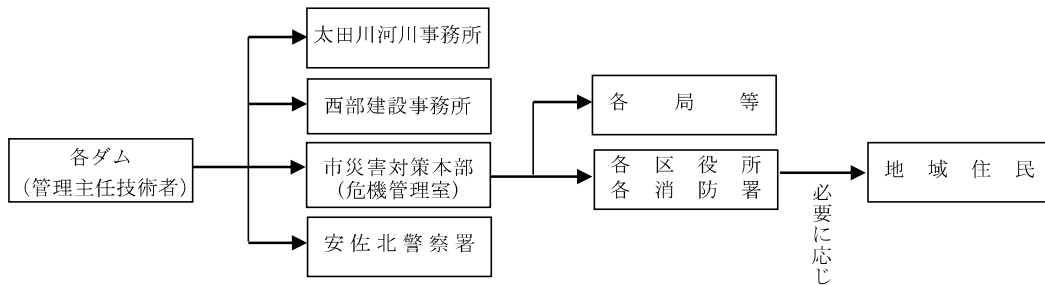 各ダム
（管理主任技術者）
太田川河川事務所
西部建設事務所
市災害対策本部
（危機管理室）
安佐北警察署
各局等
各区役所
各消防署
必要に応じ
地域住民